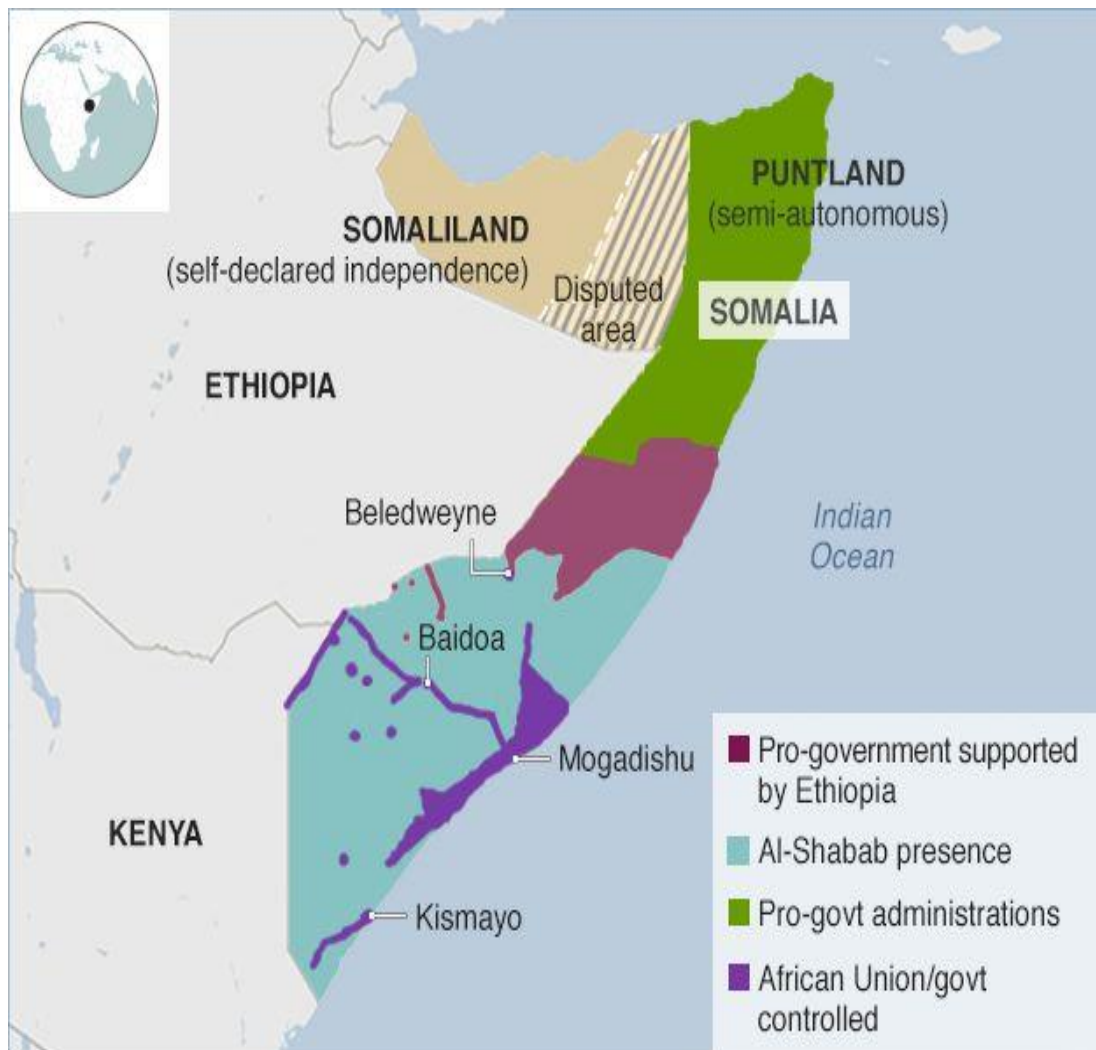 PUNTLAND
(semi-autonomous)
SOMALILAND
(self-declared independence)
Disputed
area
SOMALIA
ETHIOPIA
Beledweyne
Indian
Ocean
Baidoa
Mogadishu
KENYA
Kismayo
Pro-government supported
by Ethiopia
Al-Shabab presence
Pro-govt administrations
African Union/govt
controlled